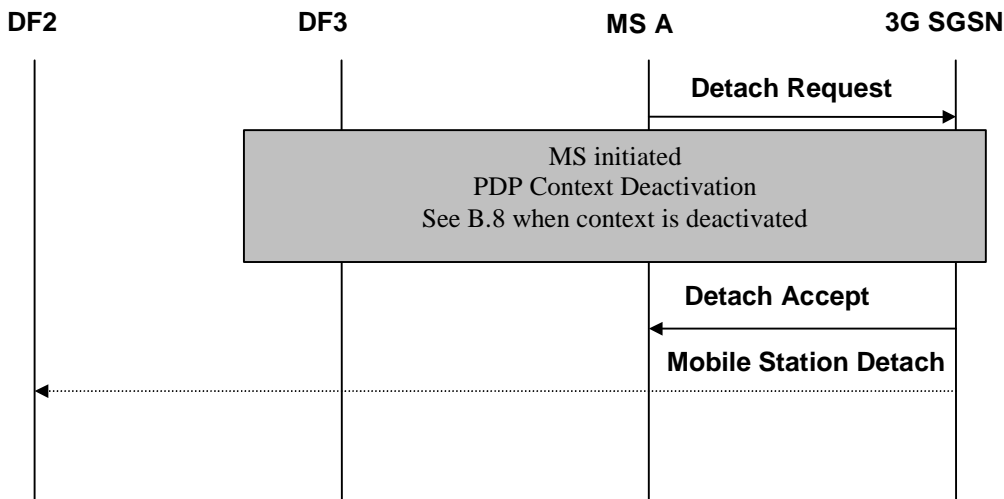 DF2 DF3 MS A 3G SGSN
Detach Request
MS initiated
PDP Context Deactivation
See B.8 when context is deactivated
Detach Accept
Mobile Station Detach